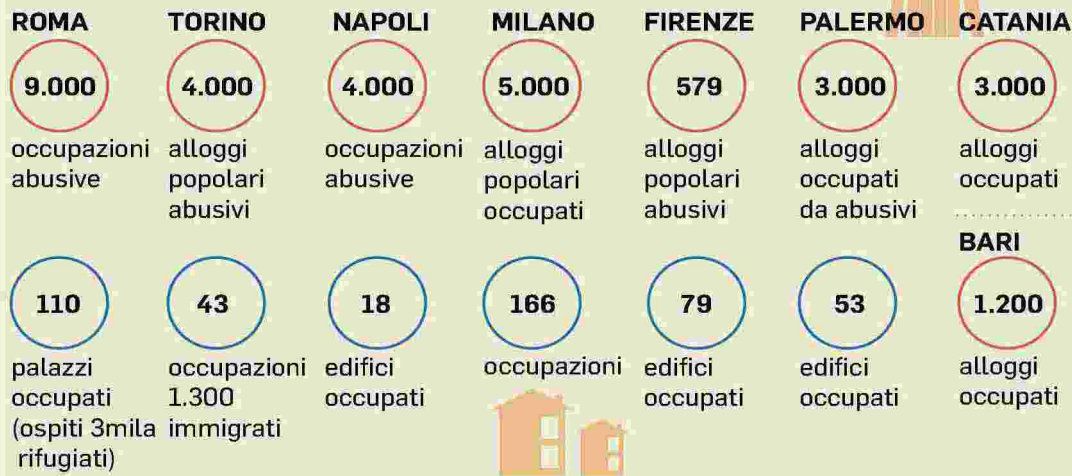 ROMA
9.000
occupazioni
abusive
110
palazzi
occupati
(ospiti 3mila
rifugiati)
TORINO
4.000
alloggi
popolari
abusivi
43
occupazioni
1.300
immigrati
NAPOLI
4.000
occupazioni
abusive
18
edifici
occupati
MILANO
5.000
alloggi
popolari
occupati
166
occupazioni
FIRENZE
579
alloggi
popolari
abusivi
79
edifici
occupati
PALERMO
3.000
alloggi
occupati
da abusivi
53
edifici
occupati
CATANIA
3.000
alloggi
occupati
BARI
1.200
alloggi
occupati